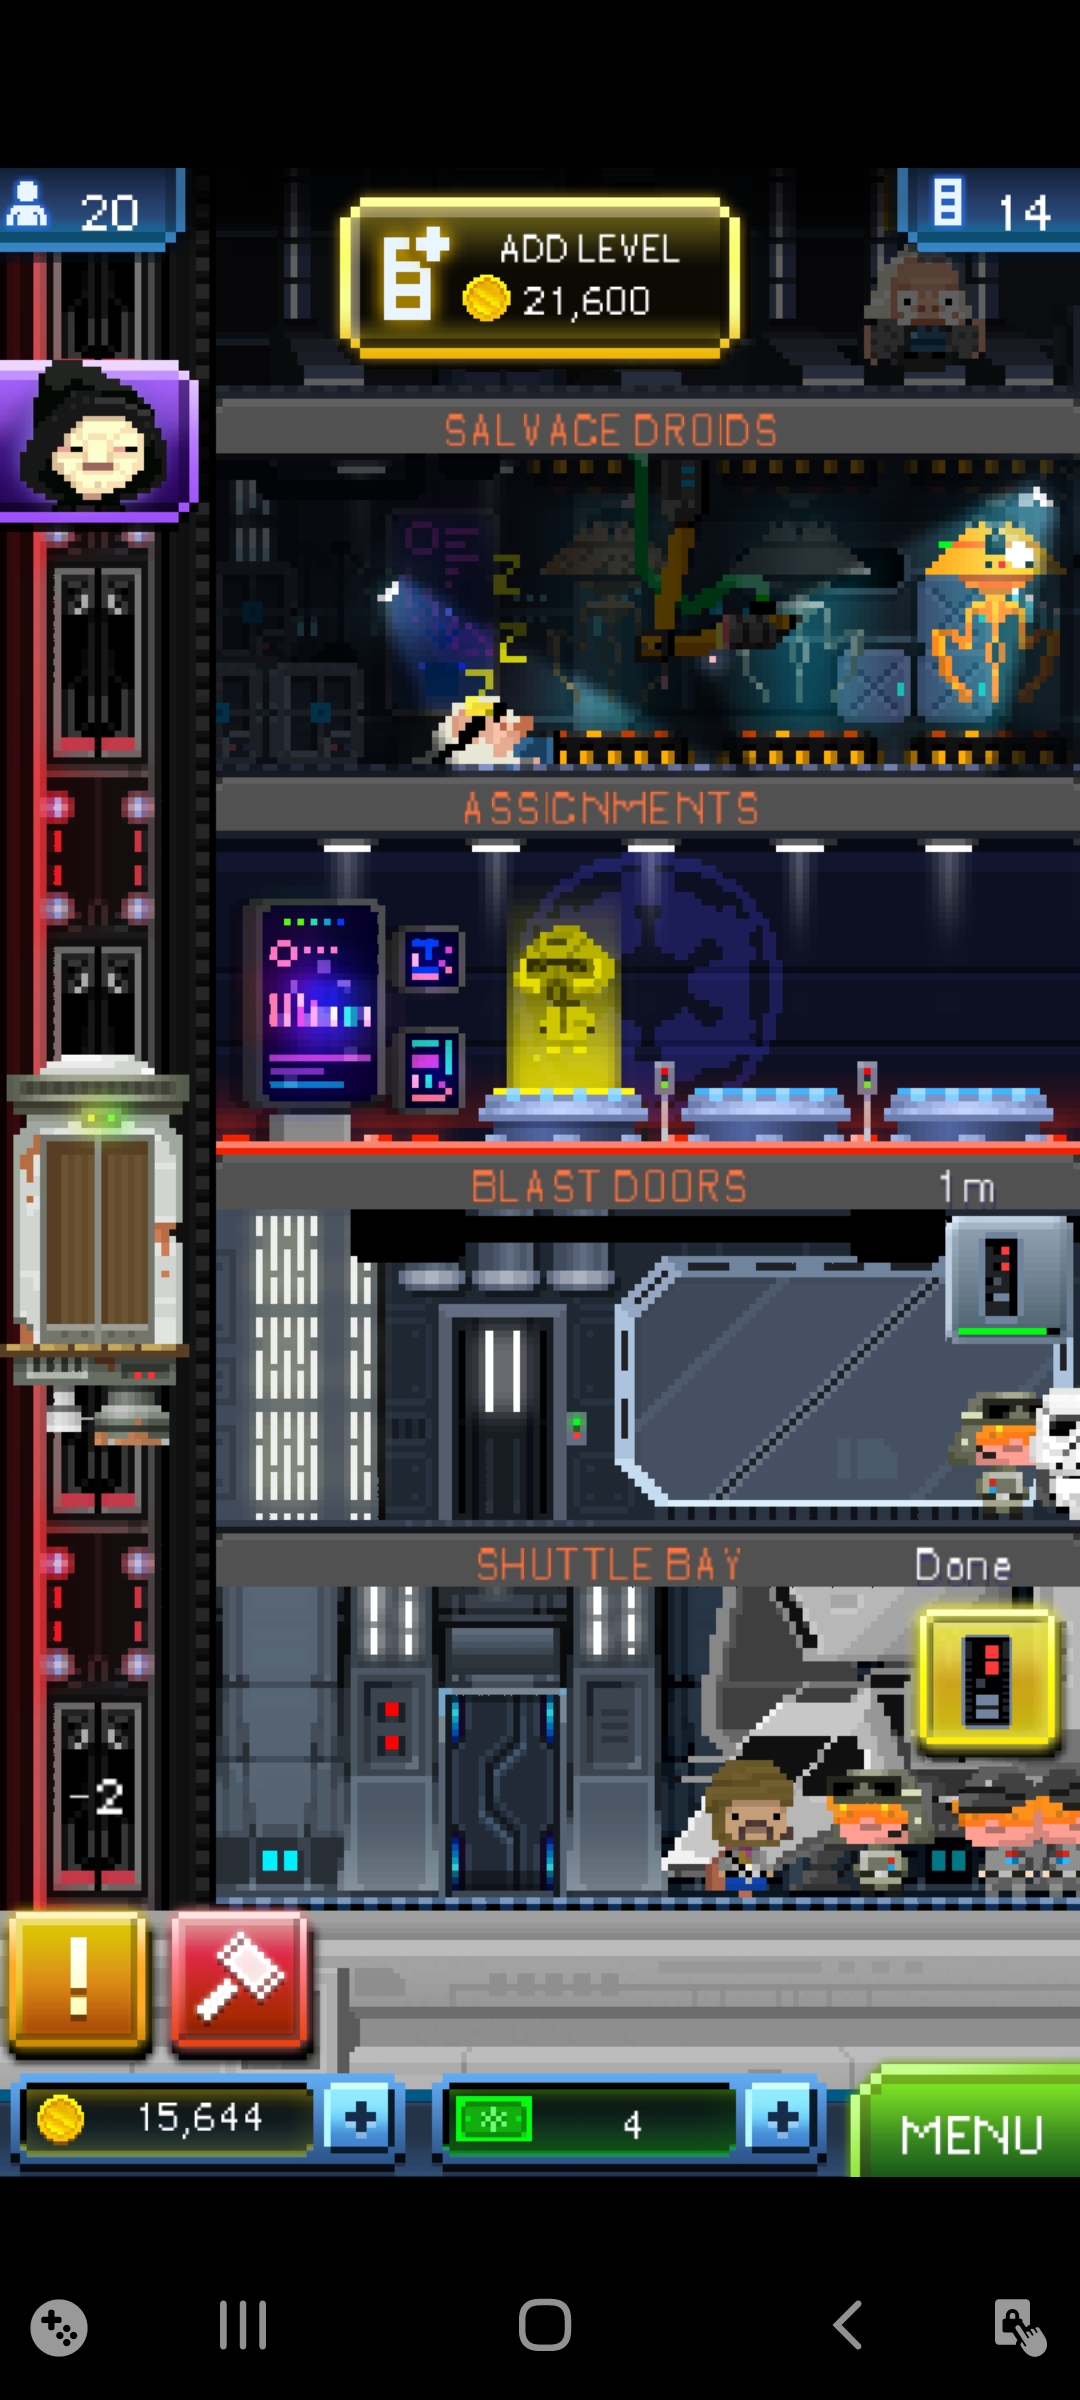 20
ADD LEVEL
21,600
14
SALVAGE DROIDS
ASSIGNMENTS
BLAST DOORS 1m
SHUTTLE BAY Done
-2
!
15,644 +
4 +
MENU